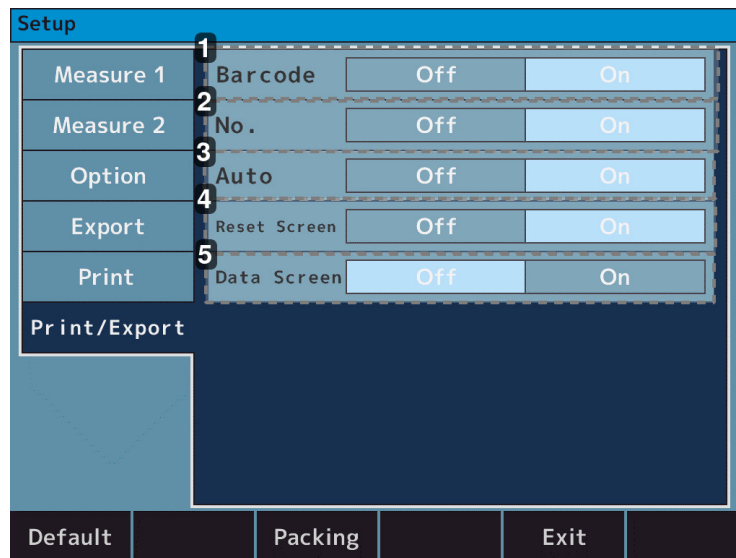 Setup
Measure 1
Measure 2
Option
Export
Print
Print/Export
1
Barcode Off On
2
No. Off On
3
Auto Off On
4
Reset Screen Off On
5
Data Screen Off On
Default Packing Exit